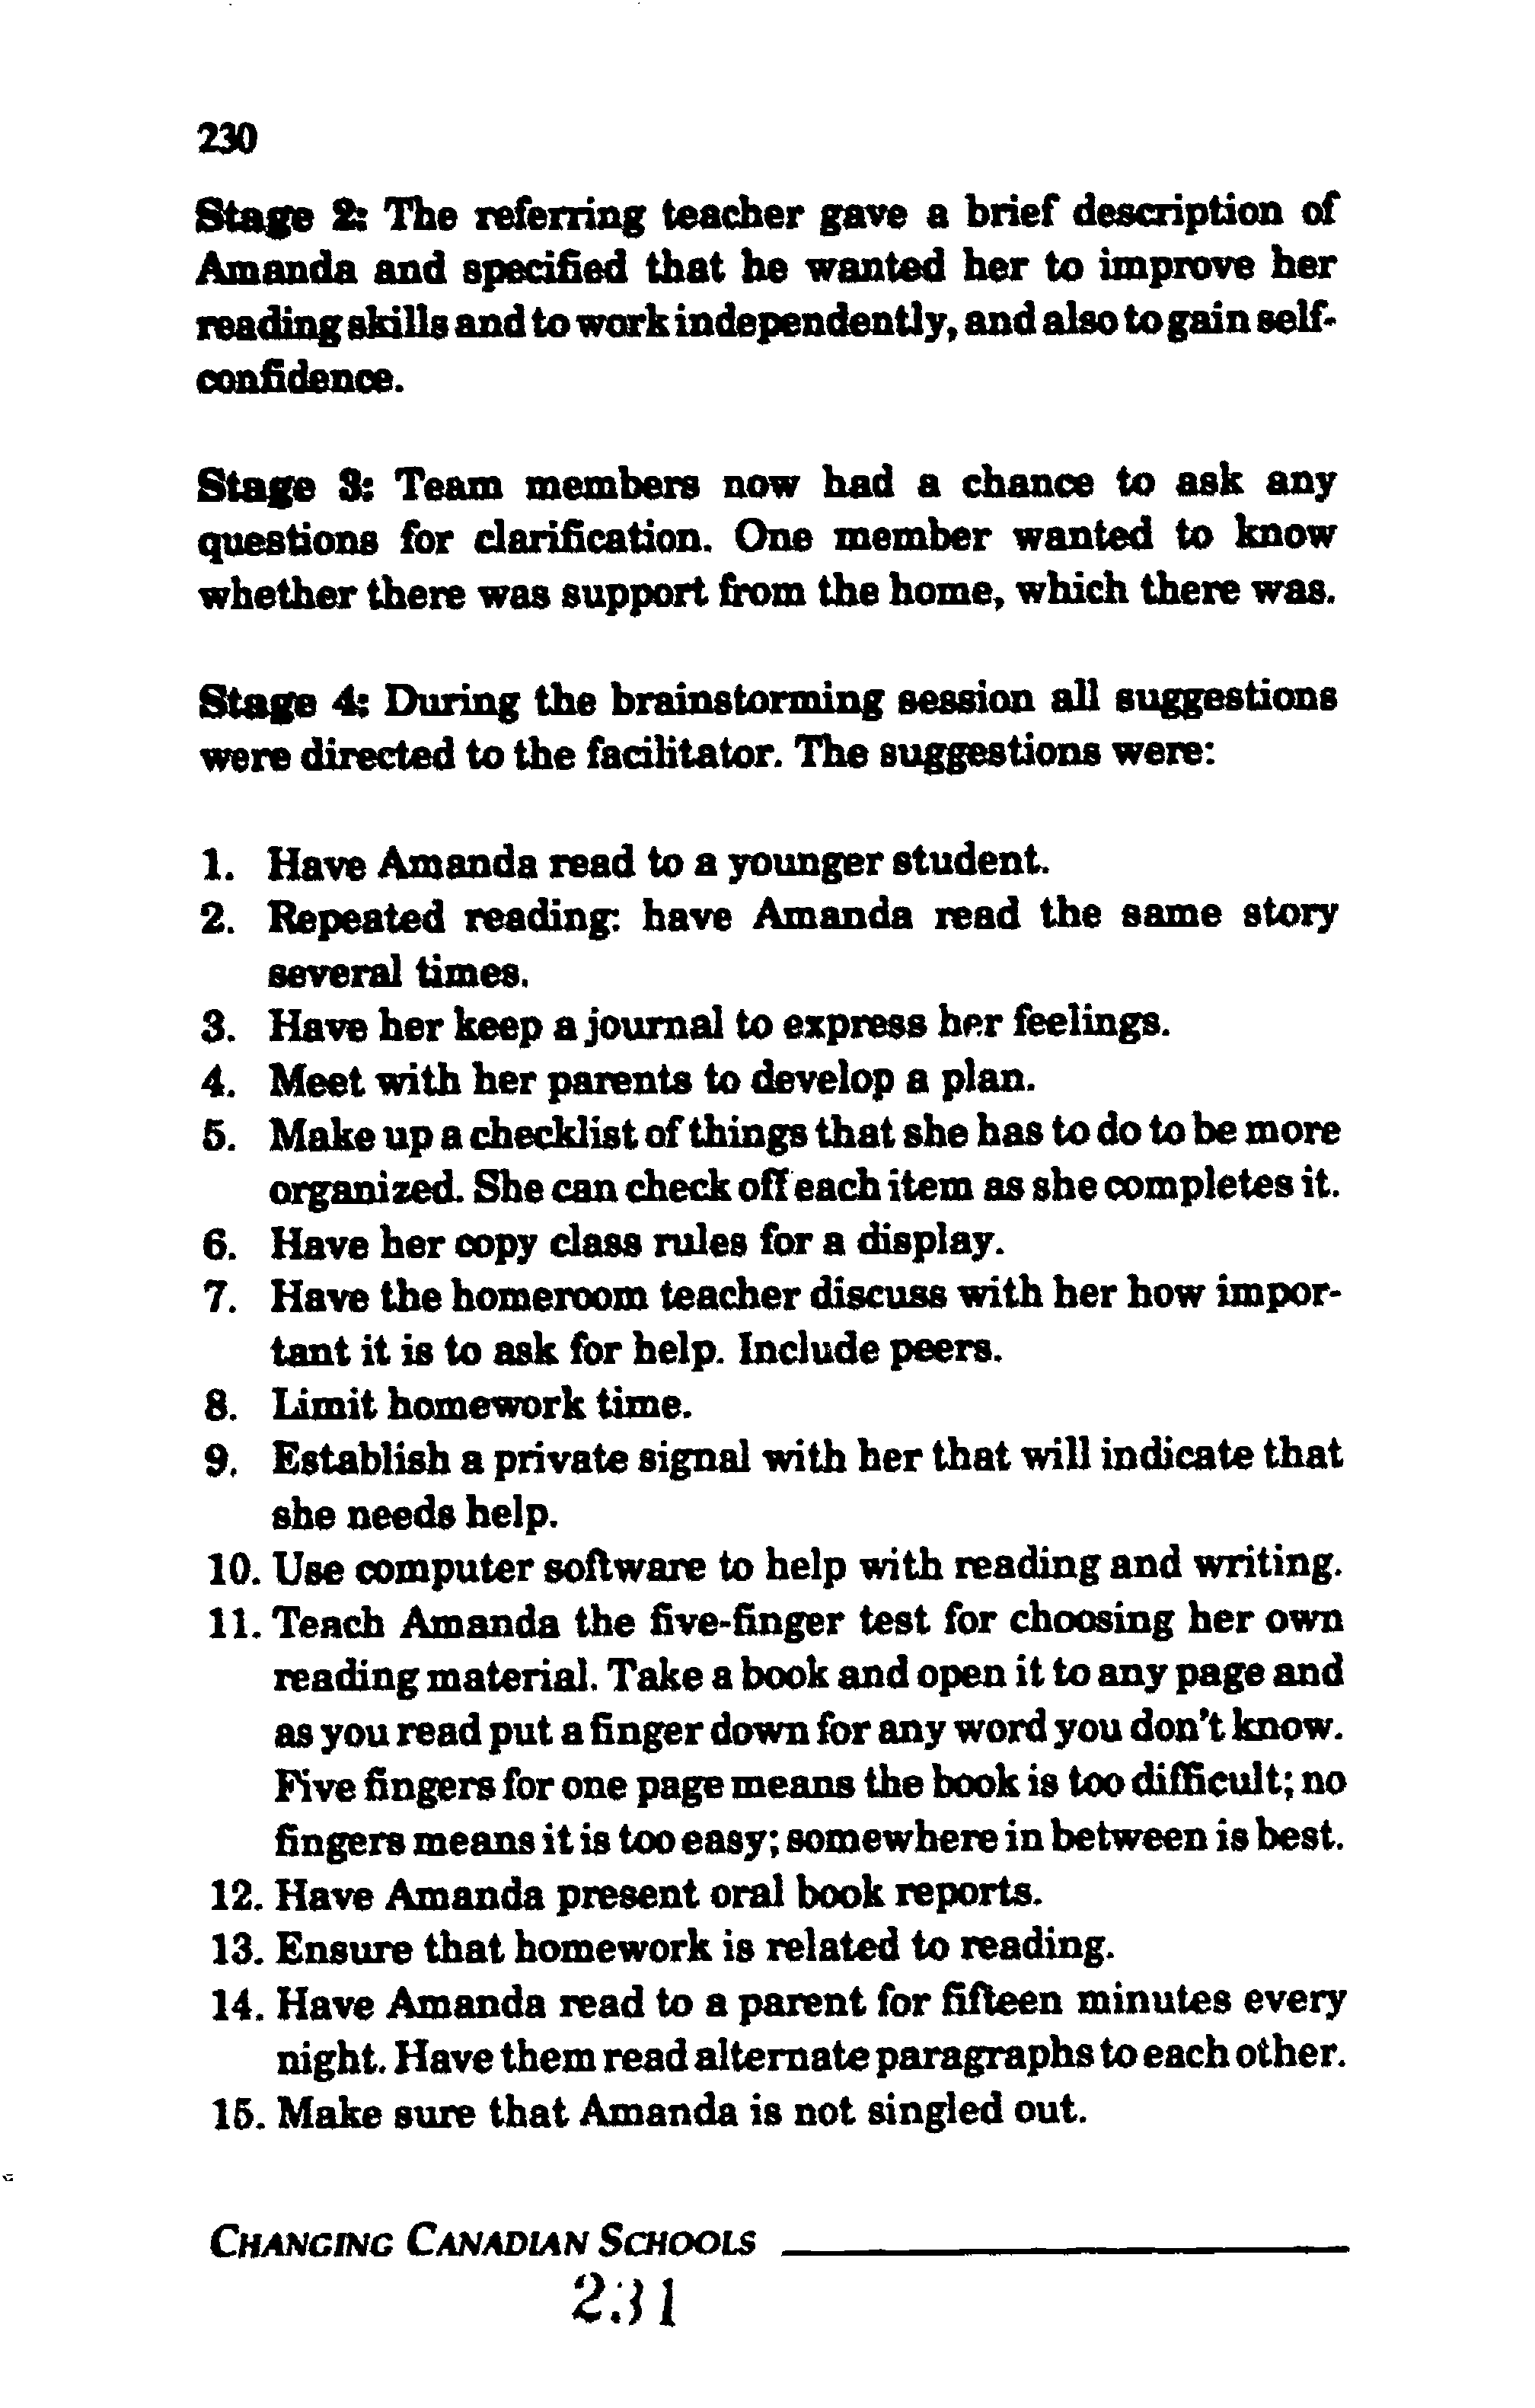 230
Stage 2: The referring teacher gave a brief description of
Amanda and specified that he wanted her to improve her
reading skills and to work independently, and also to gain self-
confidence.
Stage 3: Team members now had a chance to ask any
questions for clarification. One member wanted to know
whether there was support from the home, which there was.
Stage 4: During the brainstorming session all suggestions
were directed to the facilitator. The suggestions were:
1. Have Amanda read to a younger student.
2. Repeated reading: have Amanda read the same story
several times.
3. Have her keep a journal to express her feelings.
4. Meet with her parents to develop a plan.
5. Make up a checklist of things that she has to do to be more
organized. She can check off each item as she completes it.
6. Have her copy class rules for a display.
7. Have the homeroom teacher discuss with her how impor-
tant it is to ask for help. Include peers.
8. Limit homework time.
9. Establish a private signal with her that will indicate that
she needs help.
10. Use computer software to help with reading and writing.
11. Teach Amanda the five-finger test for choosing her own
reading material. Take a book and open it to any page and
as you read put a finger down for any word you don't know.
Five fingers for one page means the book is too difficult; no
fingers means it is too easy; somewhere in between is best.
12. Have Amanda present oral book reports.
13. Ensure that homework is related to reading.
14. Have Amanda read to a parent for fifteen minutes every
night. Have them read alternate paragraphs to each other.
15. Make sure that Amanda is not singled out.
CHANGING CANADIAN SCHOOLS
231